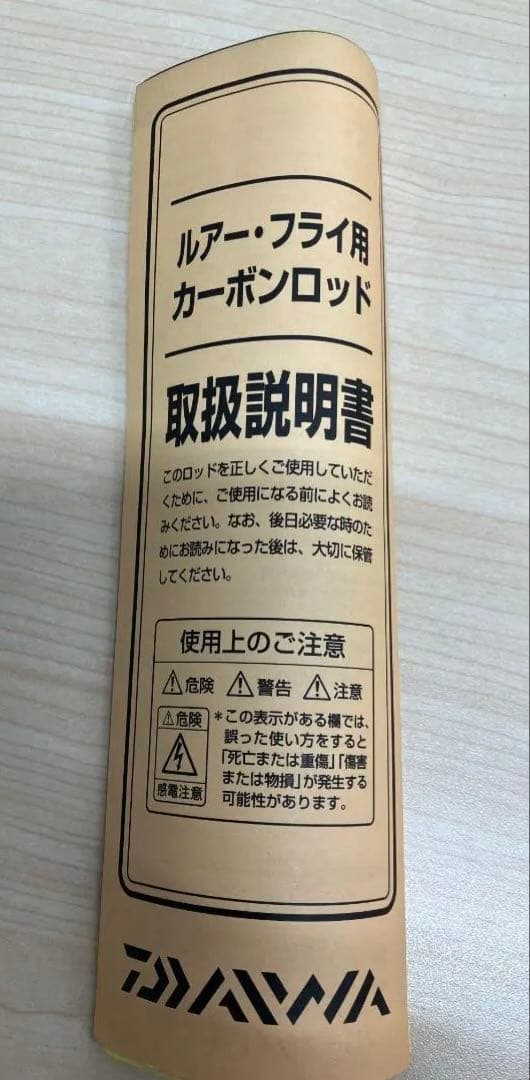 ルアー・フライ用
カーボンロッド
取扱説明書
このロッドを正しくご使用していただ
くために、ご使用になる前によくお読
みください。なお、後日必要な時のた
めにお読みになった後は、大切に保管
してください。
使用上のご注意
⚠危険 ⚠警告 ⚠注意
⚠危険
感電注意
＊この表示がある欄では、
誤った使い方をすると
「死亡または重傷」「傷害
または物損」が発生する
可能性があります。
DAIWA